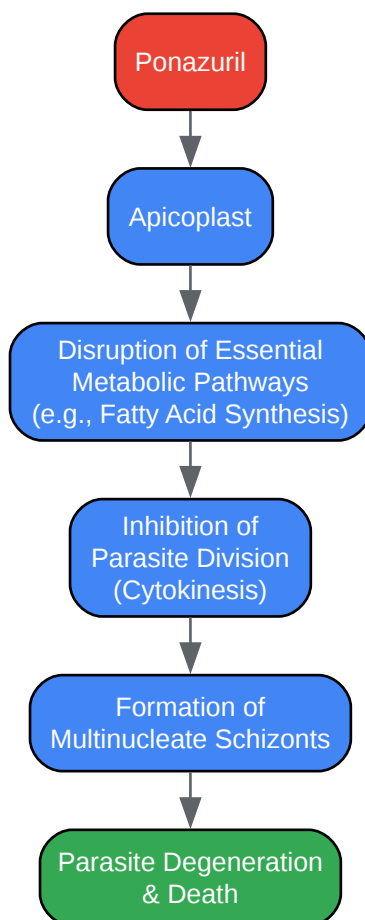 Ponazuril
Apicoplast
Disruption of Essential
Metabolic Pathways
(e.g., Fatty Acid Synthesis)
Inhibition of
Parasite Division
(Cytokinesis)
Formation of
Multinucleate Schizonts
Parasite Degeneration
& Death